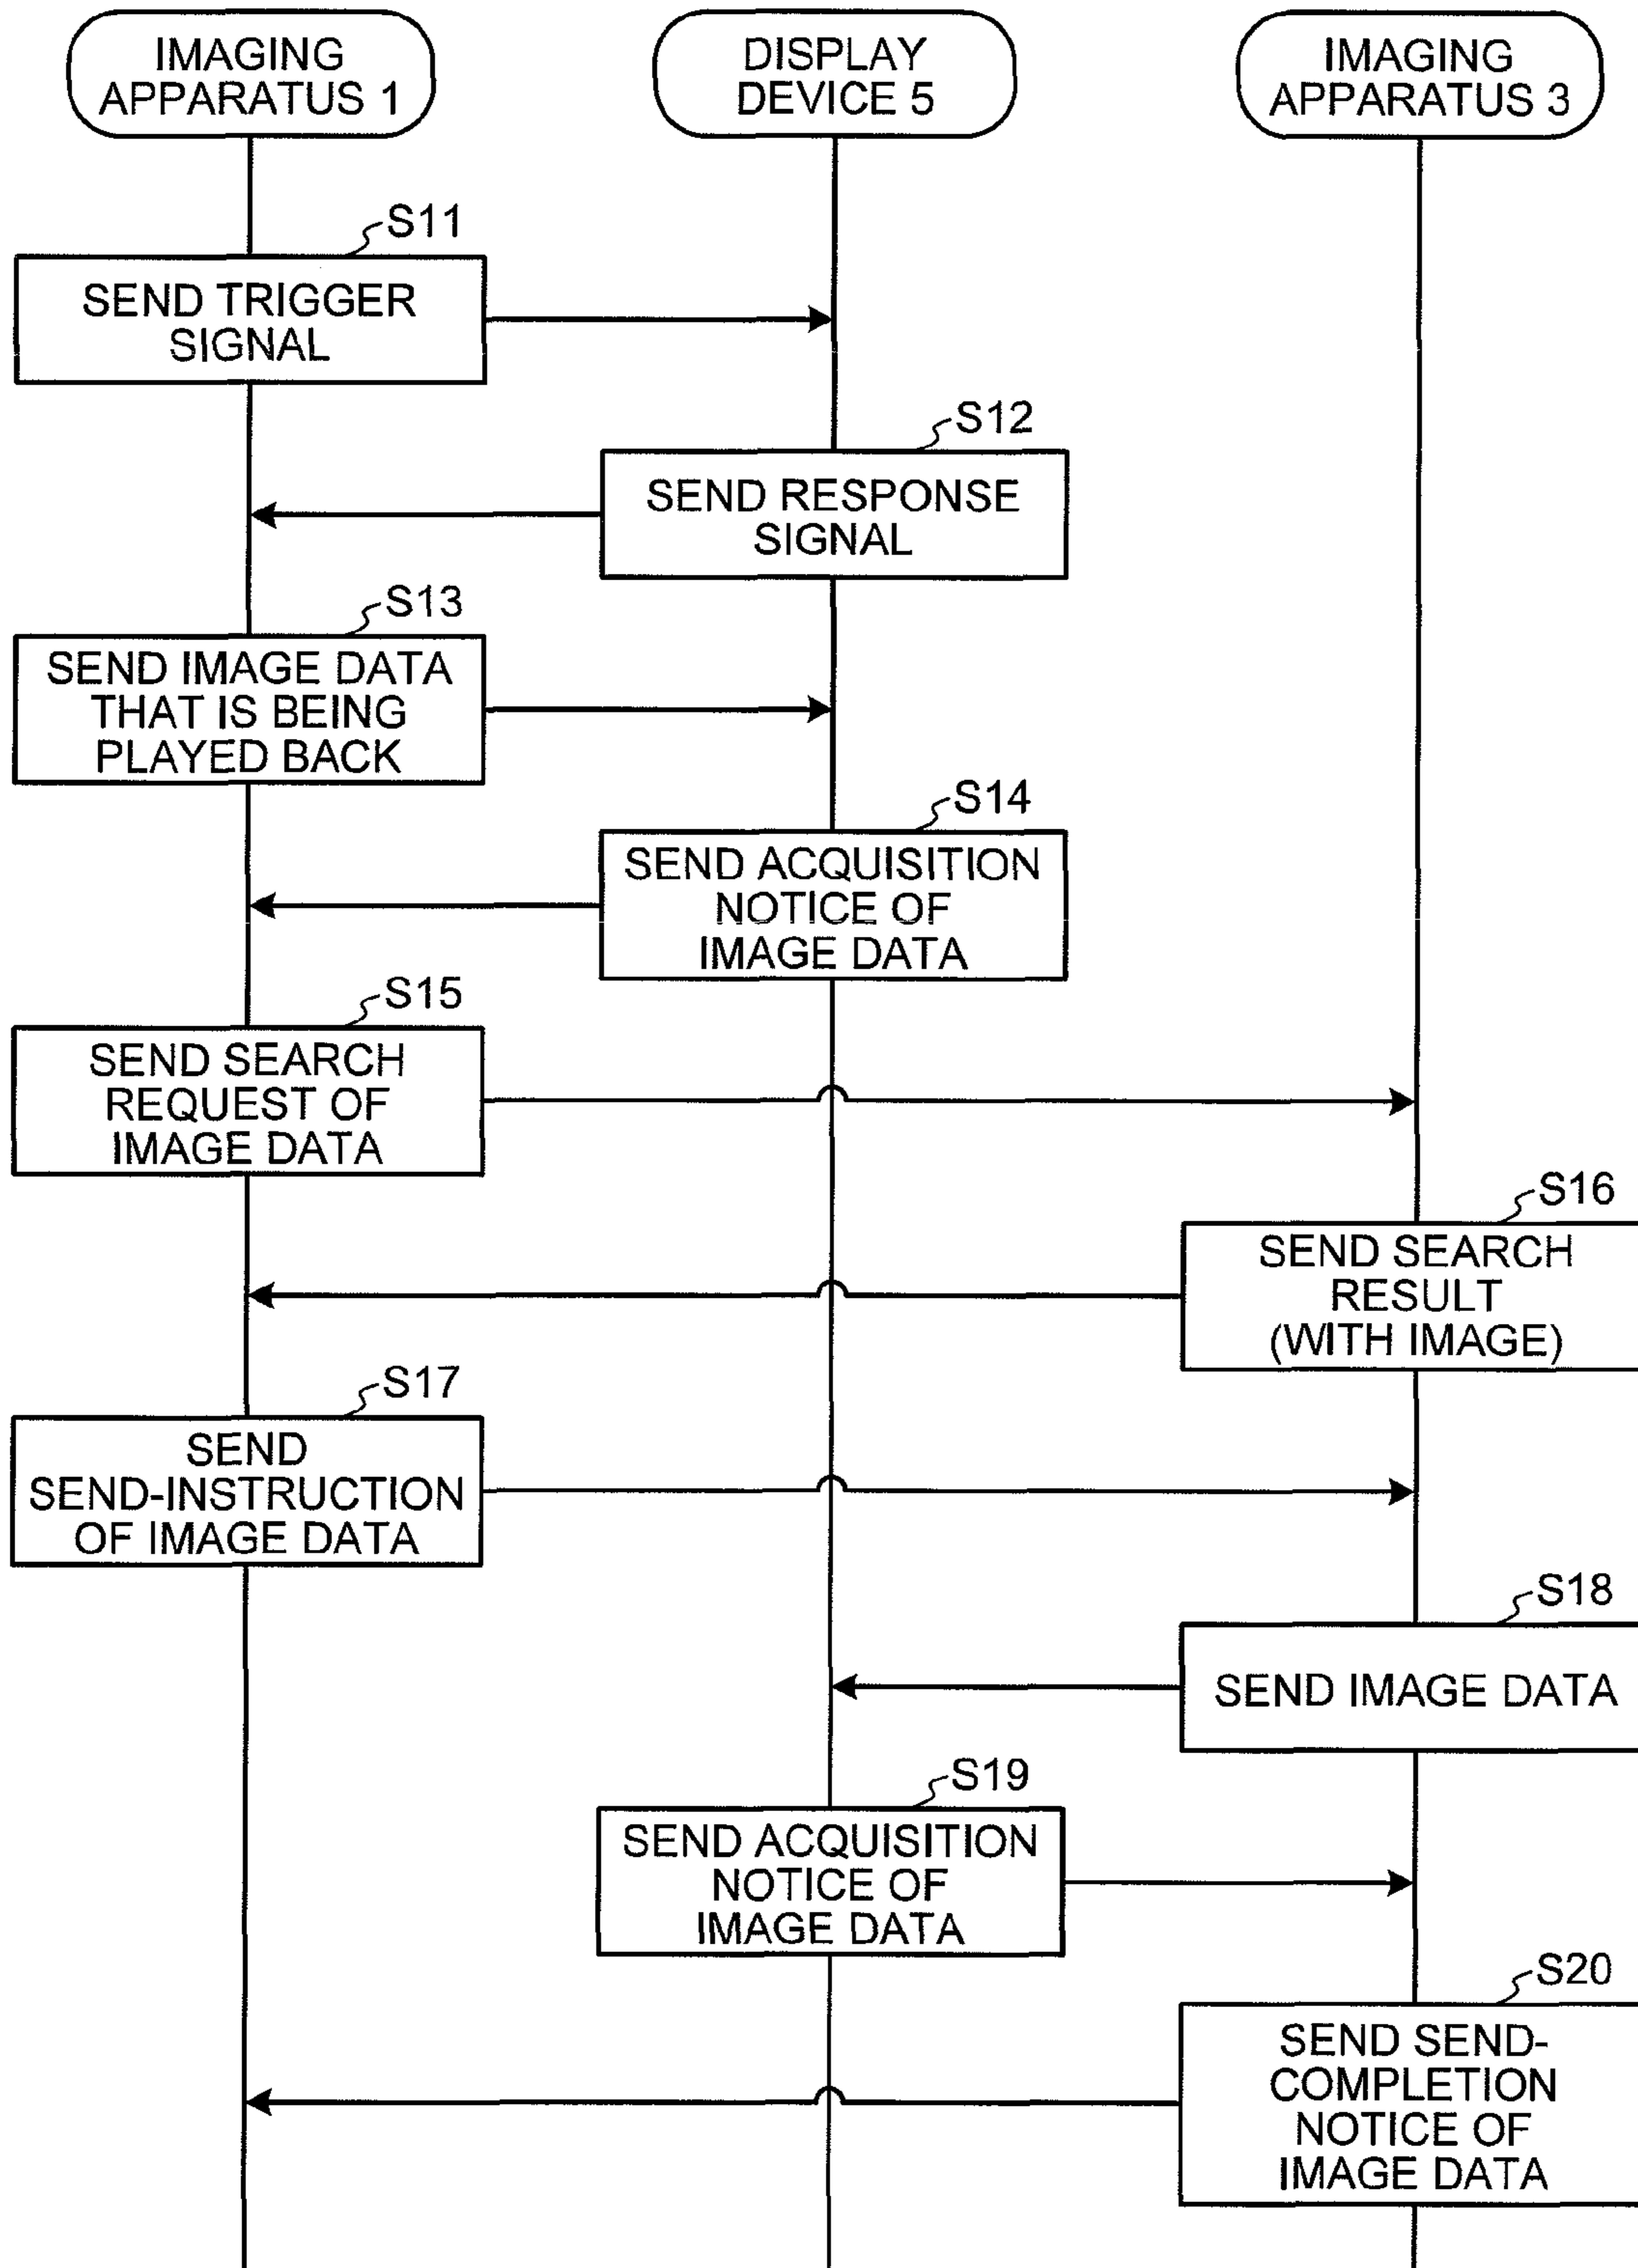 IMAGING
APPARATUS 1
DISPLAY
DEVICE 5
IMAGING
APPARATUS 3
S11
SEND TRIGGER
SIGNAL
S12
SEND RESPONSE
SIGNAL
S13
SEND IMAGE DATA
THAT IS BEING
PLAYED BACK
S14
SEND ACQUISITION
NOTICE OF
IMAGE DATA
S15
SEND SEARCH
REQUEST OF
IMAGE DATA
S16
SEND SEARCH
RESULT
(WITH IMAGE)
S17
SEND
SEND-INSTRUCTION
OF IMAGE DATA
S18
SEND IMAGE DATA
S19
SEND ACQUISITION
NOTICE OF
IMAGE DATA
S20
SEND SEND-
COMPLETION
NOTICE OF
IMAGE DATA